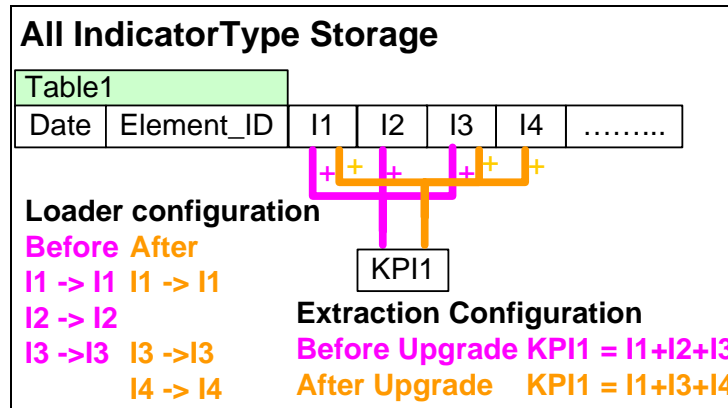 All IndicatorType Storage
Table1
Date Element_ID I1 I2 I3 I4 ……...
+ + + + + +
Loader configuration
Before After
I1 -> I1 I1 -> I1
I2 -> I2
I3 ->I3 I3 ->I3
I4 -> I4
KPI1
Extraction Configuration
Before Upgrade KPI1 = I1+I2+I3
After Upgrade KPI1 = I1+I3+I4